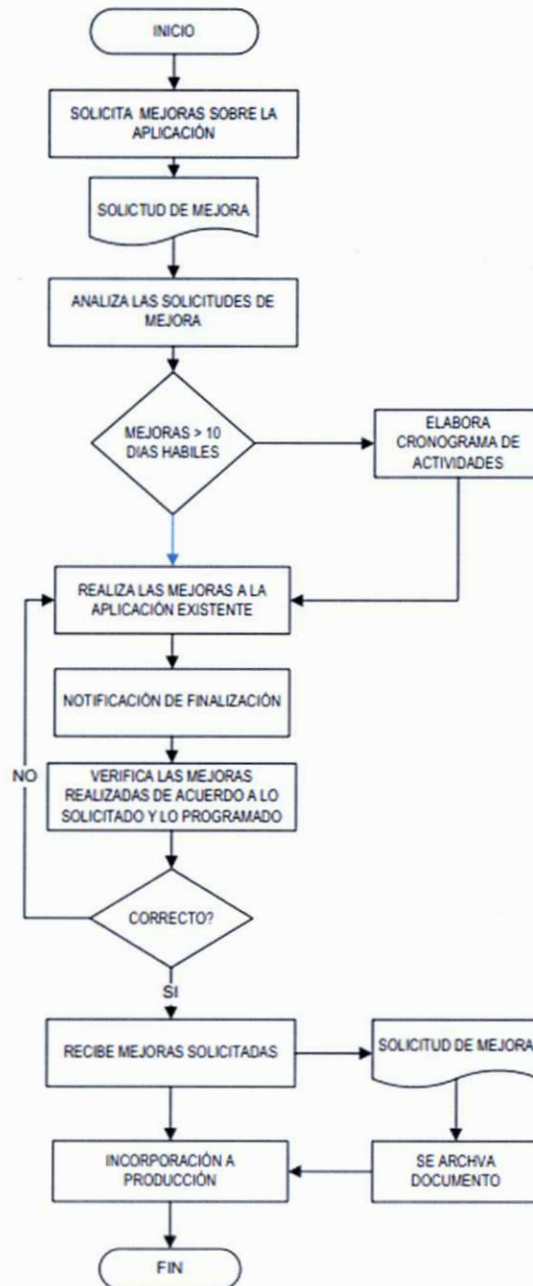 INICIO
SOLICITA MEJORAS SOBRE LA
APLICACIÓN
SOLICTUD DE MEJORA
ANALIZA LAS SOLICITUDES DE
MEJORA
MEJORAS > 10
DIAS HABILES
ELABORA
CRONOGRAMA DE
ACTIVIDADES
REALIZA LAS MEJORAS A LA
APLICACIÓN EXISTENTE
NOTIFICACIÓN DE FINALIZACIÓN
NO
VERIFICA LAS MEJORAS
REALIZADAS DE ACUERDO A LO
SOLICITADO Y LO PROGRAMADO
CORRECTO?
SI
RECIBE MEJORAS SOLICITADAS
SOLICITUD DE MEJORA
INCORPORACIÓN A
PRODUCCIÓN
SE ARCHVA
DOCUMENTO
FIN